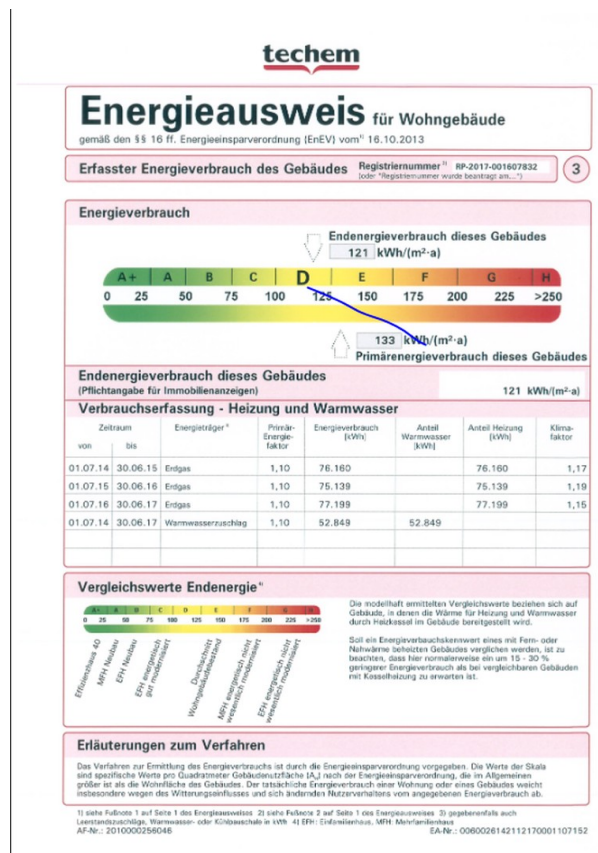 techem
Energieausweis für Wohngebäude
gemäß den §§ 16 ff. Energieeinsparverordnung (EnEV) vom¹⁾ 16.10.2013
Erfasster Energieverbrauch des Gebäudes Registriernummer ²⁾ RP-2017-001607832 3
(oder "Registriernummer wurde beantragt am...")
Energieverbrauch
Endenergieverbrauch dieses Gebäudes
121 kWh/(m²·a)
A+ A B C D E F G H
0 25 50 75 100 125 150 175 200 225 >250
133 kWh/(m²·a)
Primärenergieverbrauch dieses Gebäudes
Endenergieverbrauch dieses Gebäudes
(Pflichtangabe für Immobilienanzeigen) 121 kWh/(m²·a)
Verbrauchserfassung - Heizung und Warmwasser
Zeitraum Energieträger Primär- Energieverbrauch Anteil Anteil Heizung Klima-
Energie- [kWh] Warmwasser [kWh] faktor
von bis faktor [kWh]
01.07.14 30.06.15 Erdgas 1,10 76.160 76.160 1,17
01.07.15 30.06.16 Erdgas 1,10 75.139 75.139 1,19
01.07.16 30.06.17 Erdgas 1,10 77.199 77.199 1,15
01.07.14 30.06.17 Warmwasserzuschlag 1,10 52.849 52.849
Vergleichswerte Endenergie⁴⁾
A+ A B C D E F G H
0 25 50 75 100 125 150 175 200 225 >250
Effizienzhaus 40
MFH Neubau
EFH Neubau
EFH energetisch
gut modernisiert
Durchschnitt
Wohngebäudebestand
MFH energetisch nicht
wesentlich modernisiert
EFH energetisch nicht
wesentlich modernisiert
Die modellhaft ermittelten Vergleichswerte beziehen sich auf
Gebäude, in denen die Wärme für Heizung und Warmwasser
durch Heizkessel im Gebäude bereitgestellt wird.
Soll ein Energieverbrauchskennwert eines mit Fern- oder
Nahwärme beheizten Gebäudes verglichen werden, ist zu
beachten, dass hier normalerweise ein um 15 - 30 %
geringerer Energieverbrauch als bei vergleichbaren Gebäuden
mit Kesselheizung zu erwarten ist.
Erläuterungen zum Verfahren
Das Verfahren zur Ermittlung des Energieverbrauchs ist durch die Energieeinsparverordnung vorgegeben. Die Werte der Skala
sind spezifische Werte pro Quadratmeter Gebäudenutzfläche (Aₙ) nach der Energieeinsparverordnung, die im Allgemeinen
größer ist als die Wohnfläche des Gebäudes. Der tatsächliche Energieverbrauch einer Wohnung oder eines Gebäudes weicht
insbesondere wegen des Witterungseinflusses und sich ändernden Nutzerverhaltens vom angegebenen Energieverbrauch ab.
1) siehe Fußnote 1 auf Seite 1 des Energieausweises 2) siehe Fußnote 2 auf Seite 1 des Energieausweises 3) gegebenenfalls auch
Leerstandszuschläge, Warmwasser- oder Kühlpauschale in kWh 4) EFH: Einfamilienhaus, MFH: Mehrfamilienhaus
AF-Nr.: 2010000256046 EA-Nr.: 0060026142112170001107152